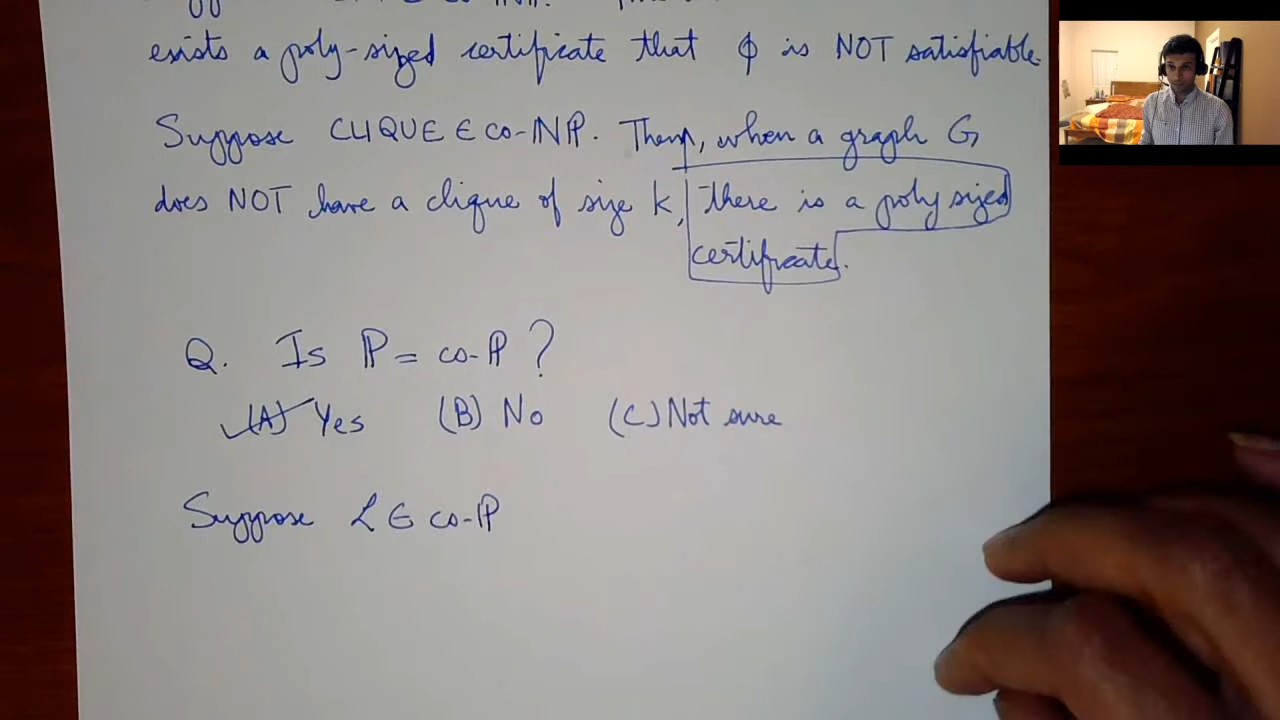 exists a poly-sized certificate that ϕ is NOT satisfiable.
Suppose CLIQUE ∈ co-NP. Then, when a graph G,
does NOT have a clique of size k, there is a poly sized
certificate.
Q. Is P = co-P ?
(A) Yes (B) No (C) Not sure
Suppose L ∈ co-P